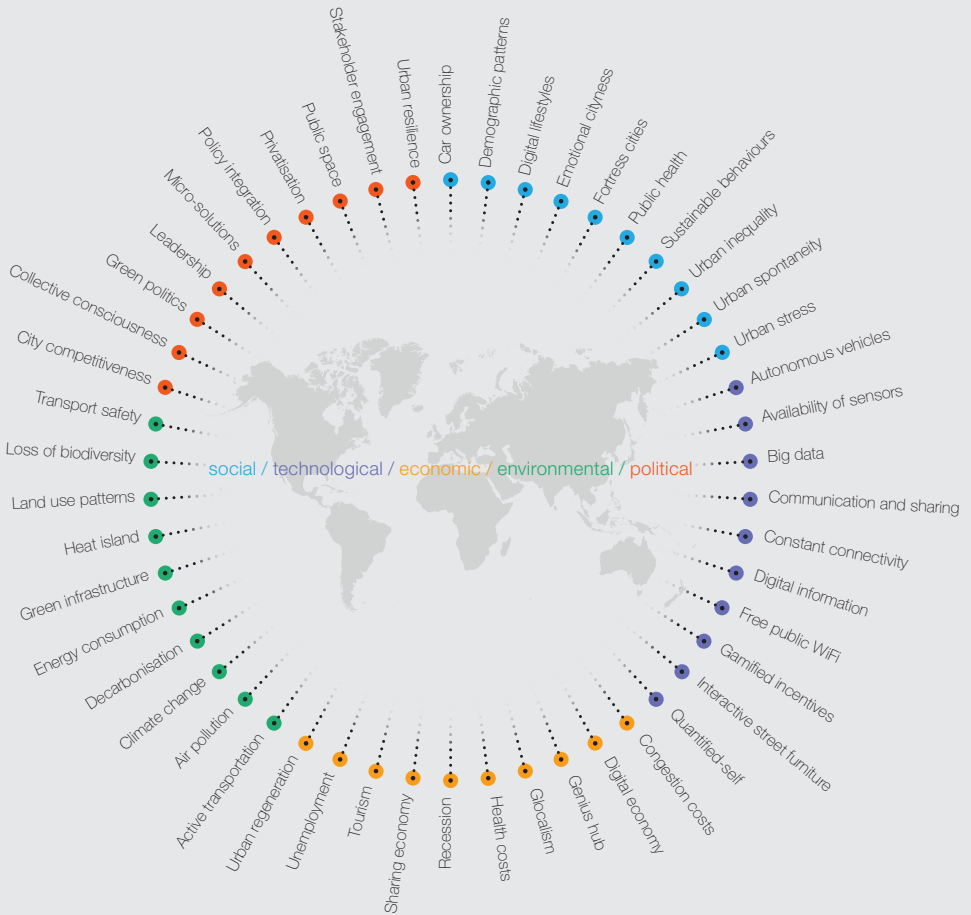 Car ownership
Demographic patterns
Digital lifestyles
Emotional cityness
Fortress cities
Public health
Sustainable behaviours
Urban inequality
Urban spontaneity
Urban stress
Autonomous vehicles
Availability of sensors
Big data
Communication and sharing
Constant connectivity
Digital information
Free public WiFi
Gamified incentives
Interactive street furniture
Quantified-self
Congestion costs
Digital economy
Genius hub
Glocalism
Health costs
Recession
Sharing economy
Tourism
Unemployment
Urban regeneration
Active transportation
Air pollution
Climate change
Decarbonisation
Energy consumption
Green infrastructure
Heat island
Land use patterns
Loss of biodiversity
Transport safety
City competitiveness
Collective consciousness
Green politics
Leadership
Micro-solutions
Policy integration
Privatisation
Public space
Stakeholder engagement
Urban resilience
social / technological / economic / environmental / political